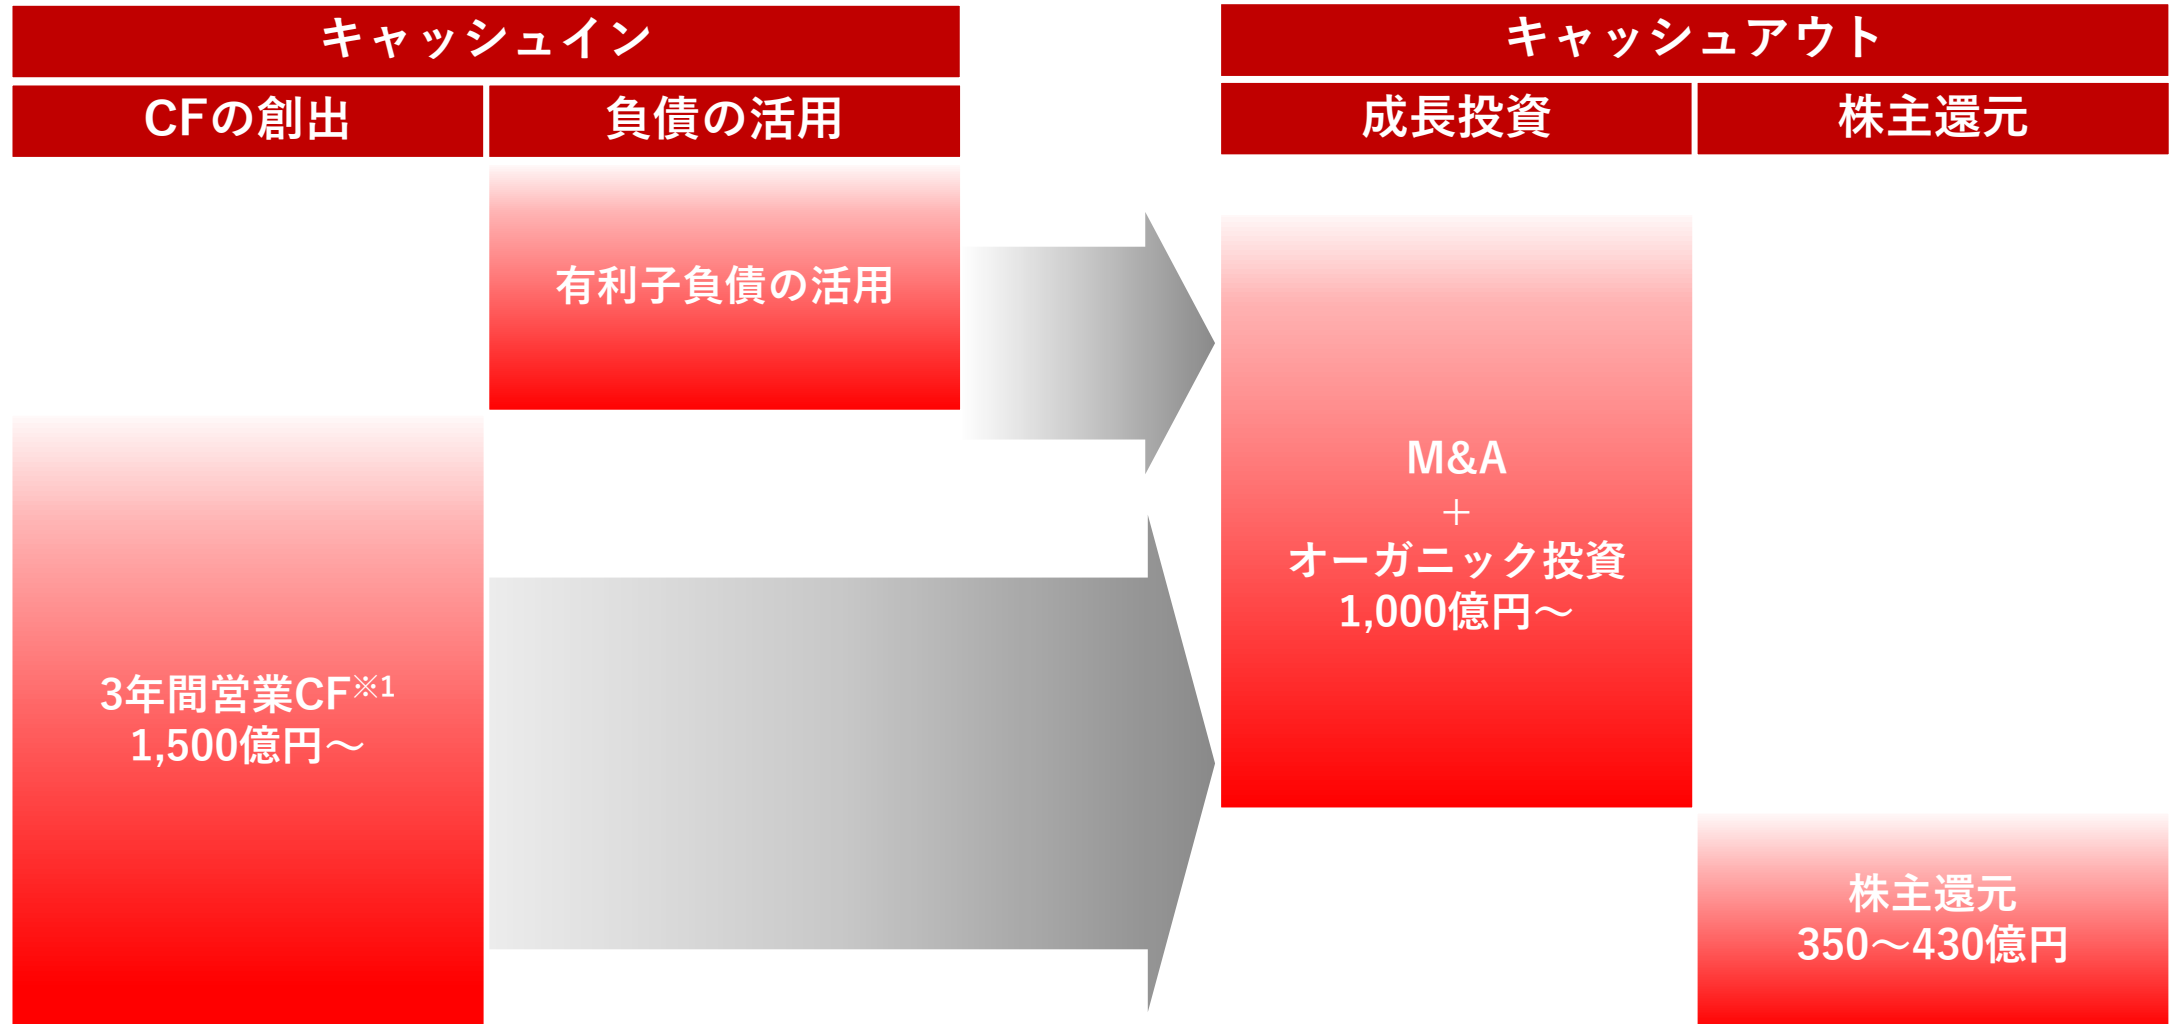 キャッシュイン
キャッシュアウト
CFの創出
負債の活用
成長投資
株主還元
有利子負債の活用
3年間営業CF※1
1,500億円～
M&A
＋
オーガニック投資
1,000億円～
株主還元
350～430億円